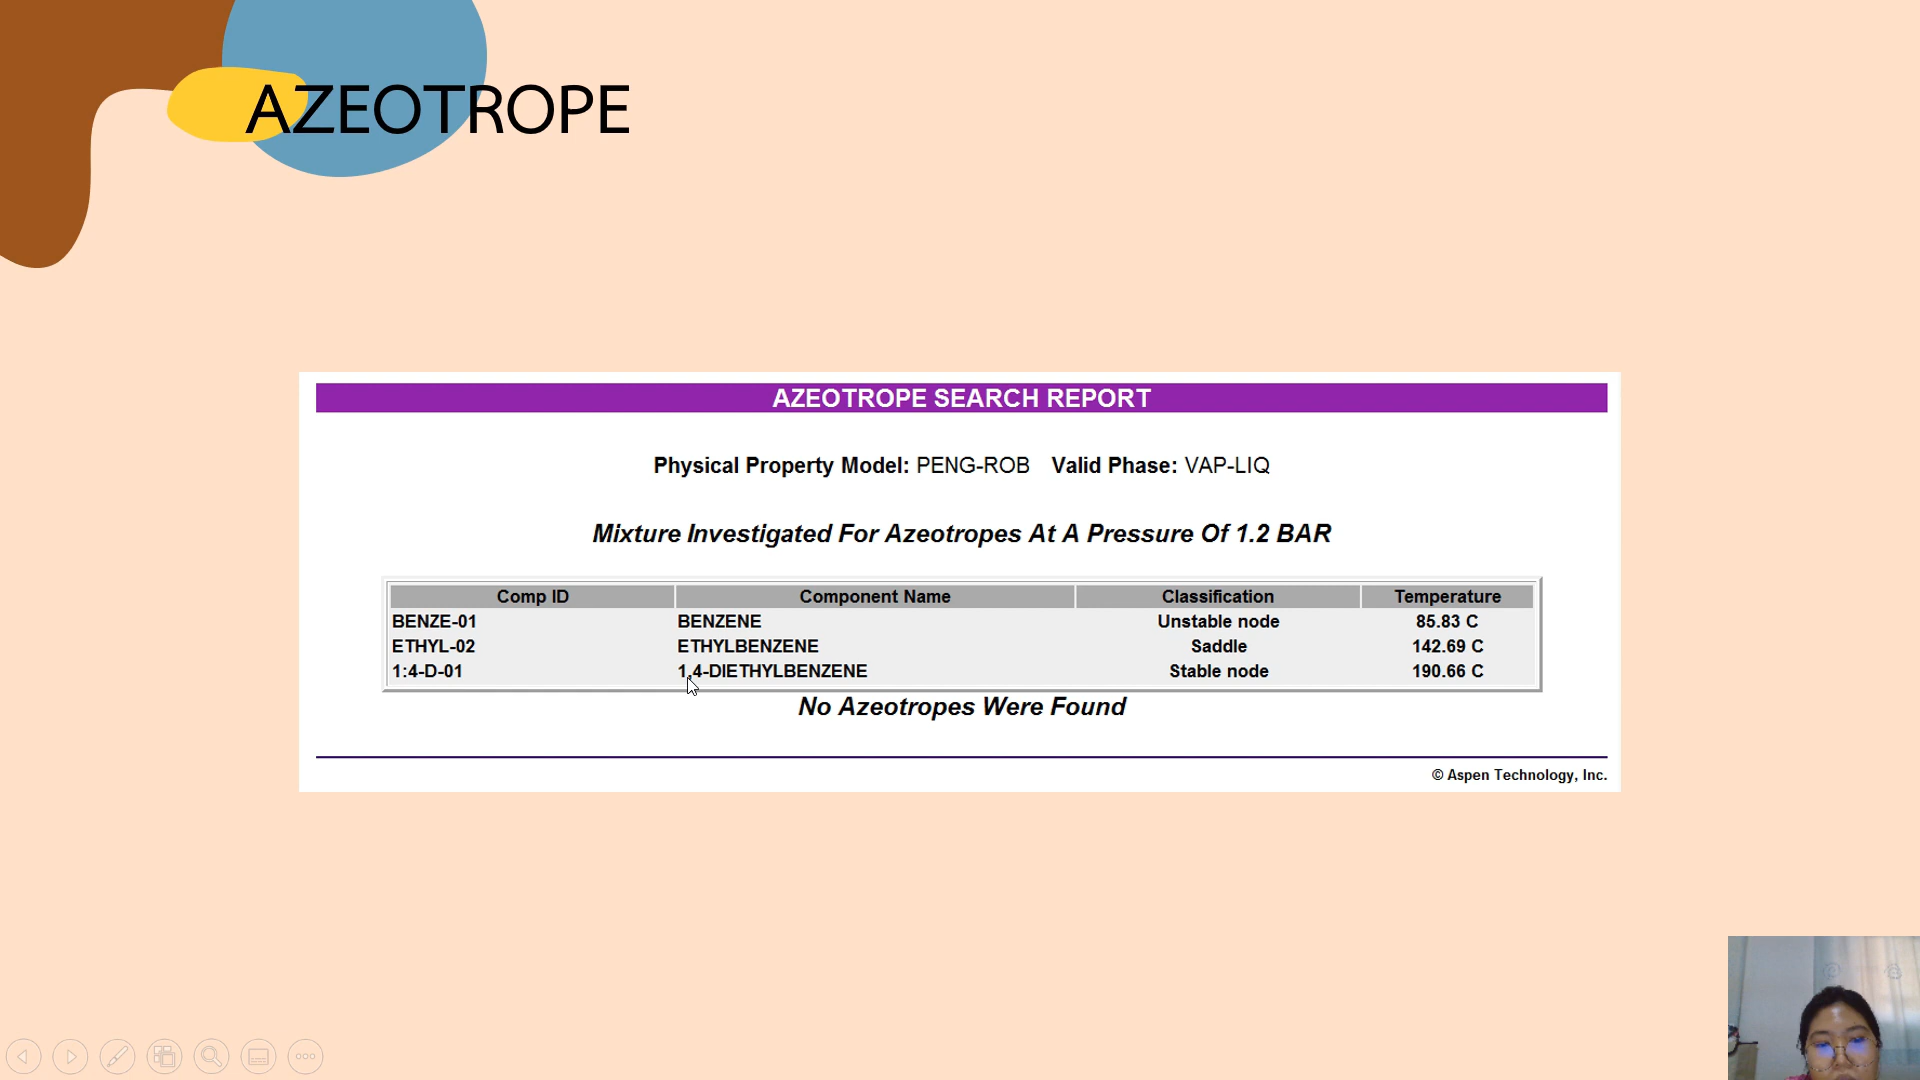 AZEOTROPE
AZEOTROPE SEARCH REPORT
Physical Property Model: PENG-ROB Valid Phase: VAP-LIQ
Mixture Investigated For Azeotropes At A Pressure Of 1.2 BAR
Comp ID Component Name Classification Temperature
BENZE-01 BENZENE Unstable node 85.83 C
ETHYL-02 ETHYLBENZENE Saddle 142.69 C
1:4-D-01 1,4-DIETHYLBENZENE Stable node 190.66 C
No Azeotropes Were Found
© Aspen Technology, Inc.